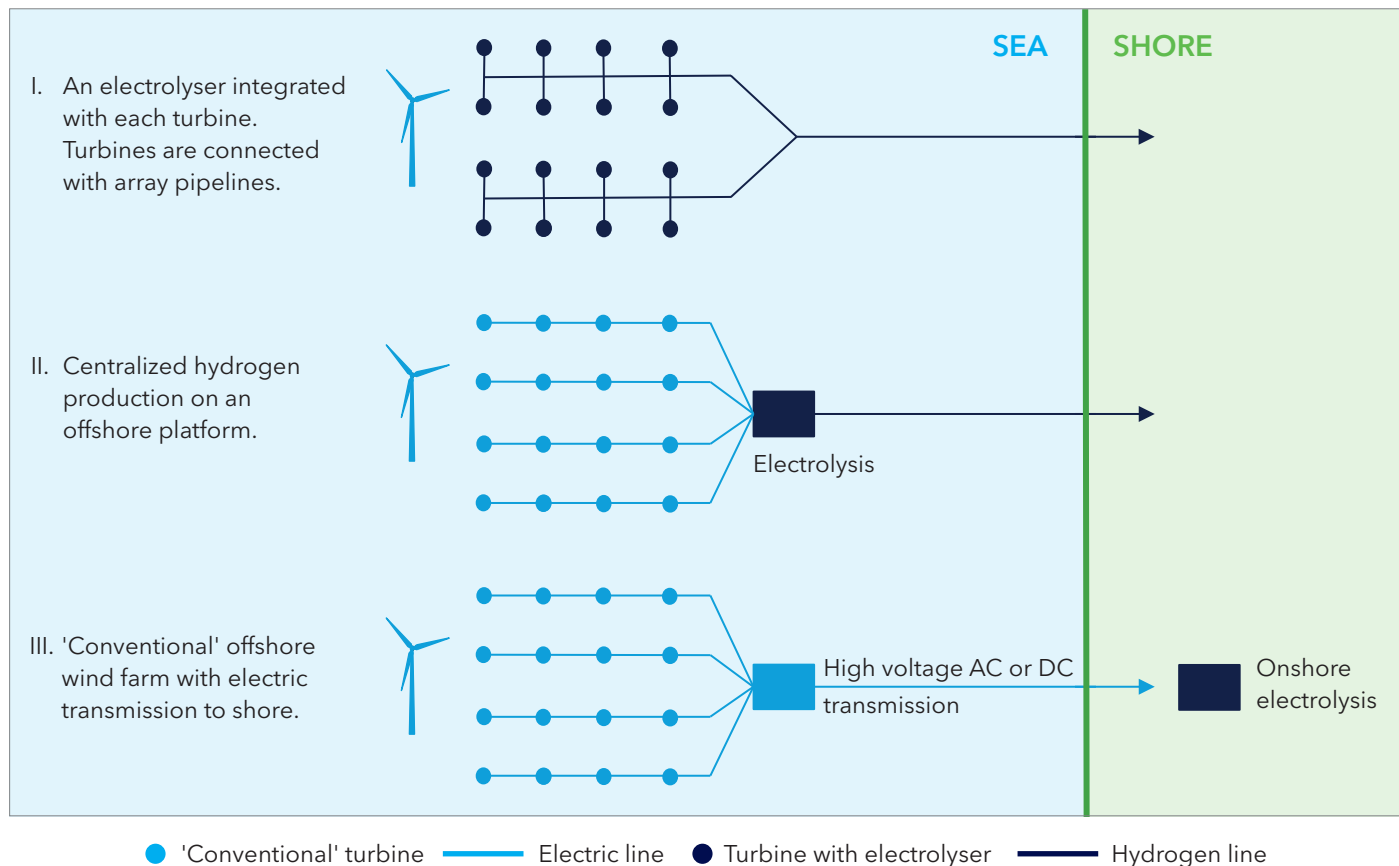 SEA
SHORE
I. An electrolyser integrated
with each turbine.
Turbines are connected
with array pipelines.
II. Centralized hydrogen
production on an
offshore platform.
Electrolysis
III. 'Conventional' offshore
wind farm with electric
transmission to shore.
High voltage AC or DC
transmission
Onshore
electrolysis
'Conventional' turbine
Electric line
Turbine with electrolyser
Hydrogen line